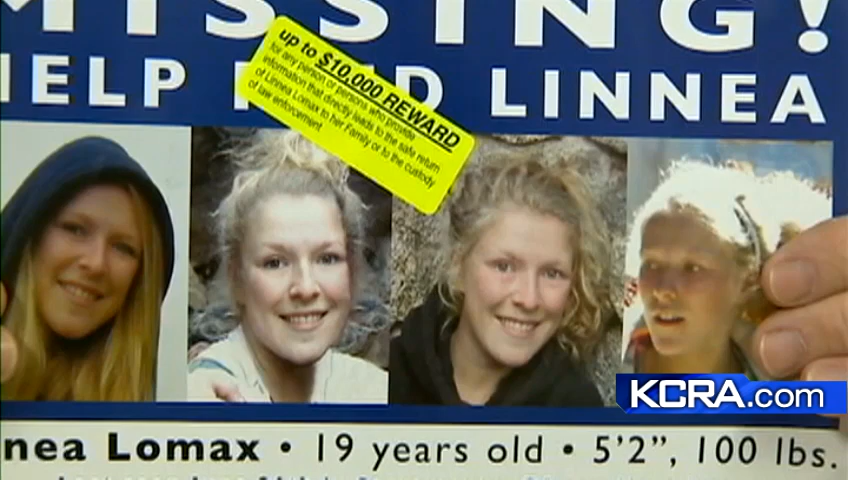 MISSING!
HELP FIND LINNEA
up to $10,000 REWARD
for any person or persons who provide
information that directly leads to the safe return
of Linnea Lomax to her Family or to the custody
of law enforcement
KCRA.com
nea Lomax • 19 years old • 5'2", 100 lbs.